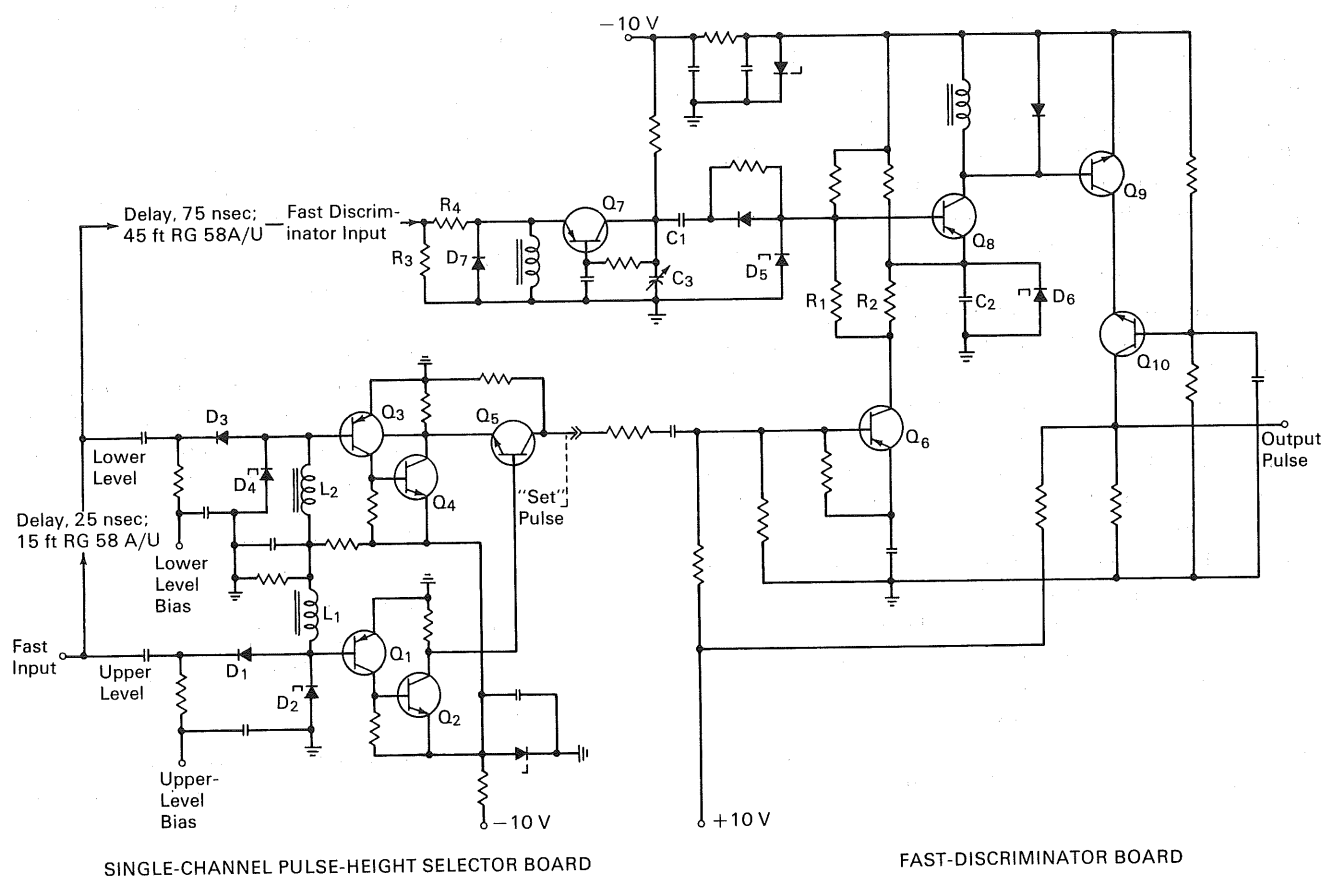 −10 V
Delay, 75 nsec;
45 ft RG 58A/U
Fast Discrim-
inator Input
R4
R3
D7
Q7
C1
C3
D5
R1
R2
Q8
C2
D6
Q9
Q10
Output
Pulse
Q6
D3
Lower
Level
D4
L2
Q3
Q4
Q5
"Set"
Pulse
Delay, 25 nsec;
15 ft RG 58 A/U
Lower
Level
Bias
L1
Fast
Input
Upper
Level
D1
D2
Q1
Q2
Upper-
Level
Bias
−10 V
+10 V
SINGLE-CHANNEL PULSE-HEIGHT SELECTOR BOARD
FAST-DISCRIMINATOR BOARD